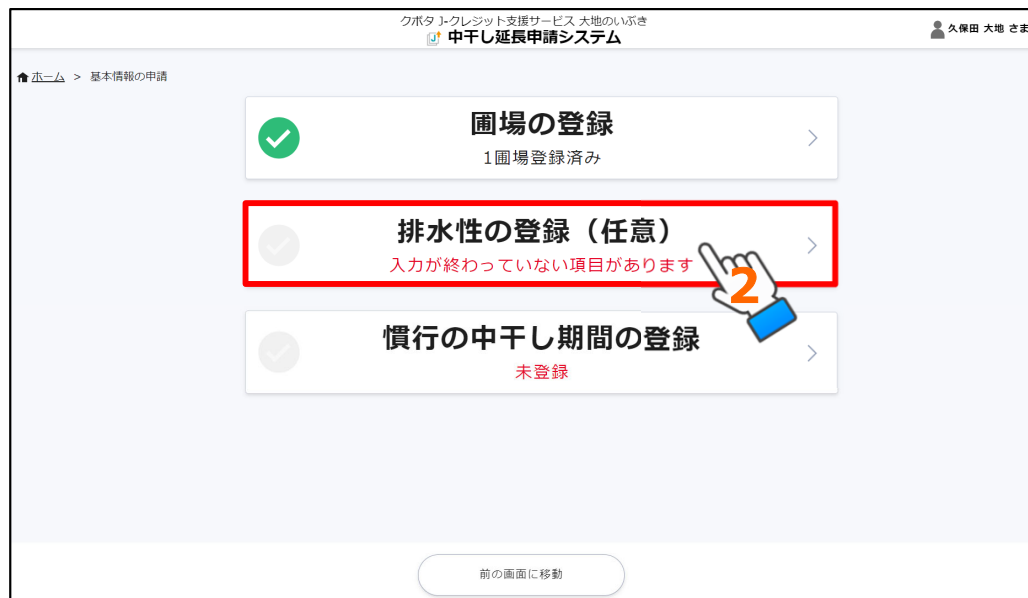 クボタ J-クレジット支援サービス 大地のいぶき
中干し延長申請システム
久保田 大地 さま
ホーム > 基本情報の申請
圃場の登録
1圃場登録済み
排水性の登録（任意）
入力が終わっていない項目があります
2
慣行の中干し期間の登録
未登録
前の画面に移動